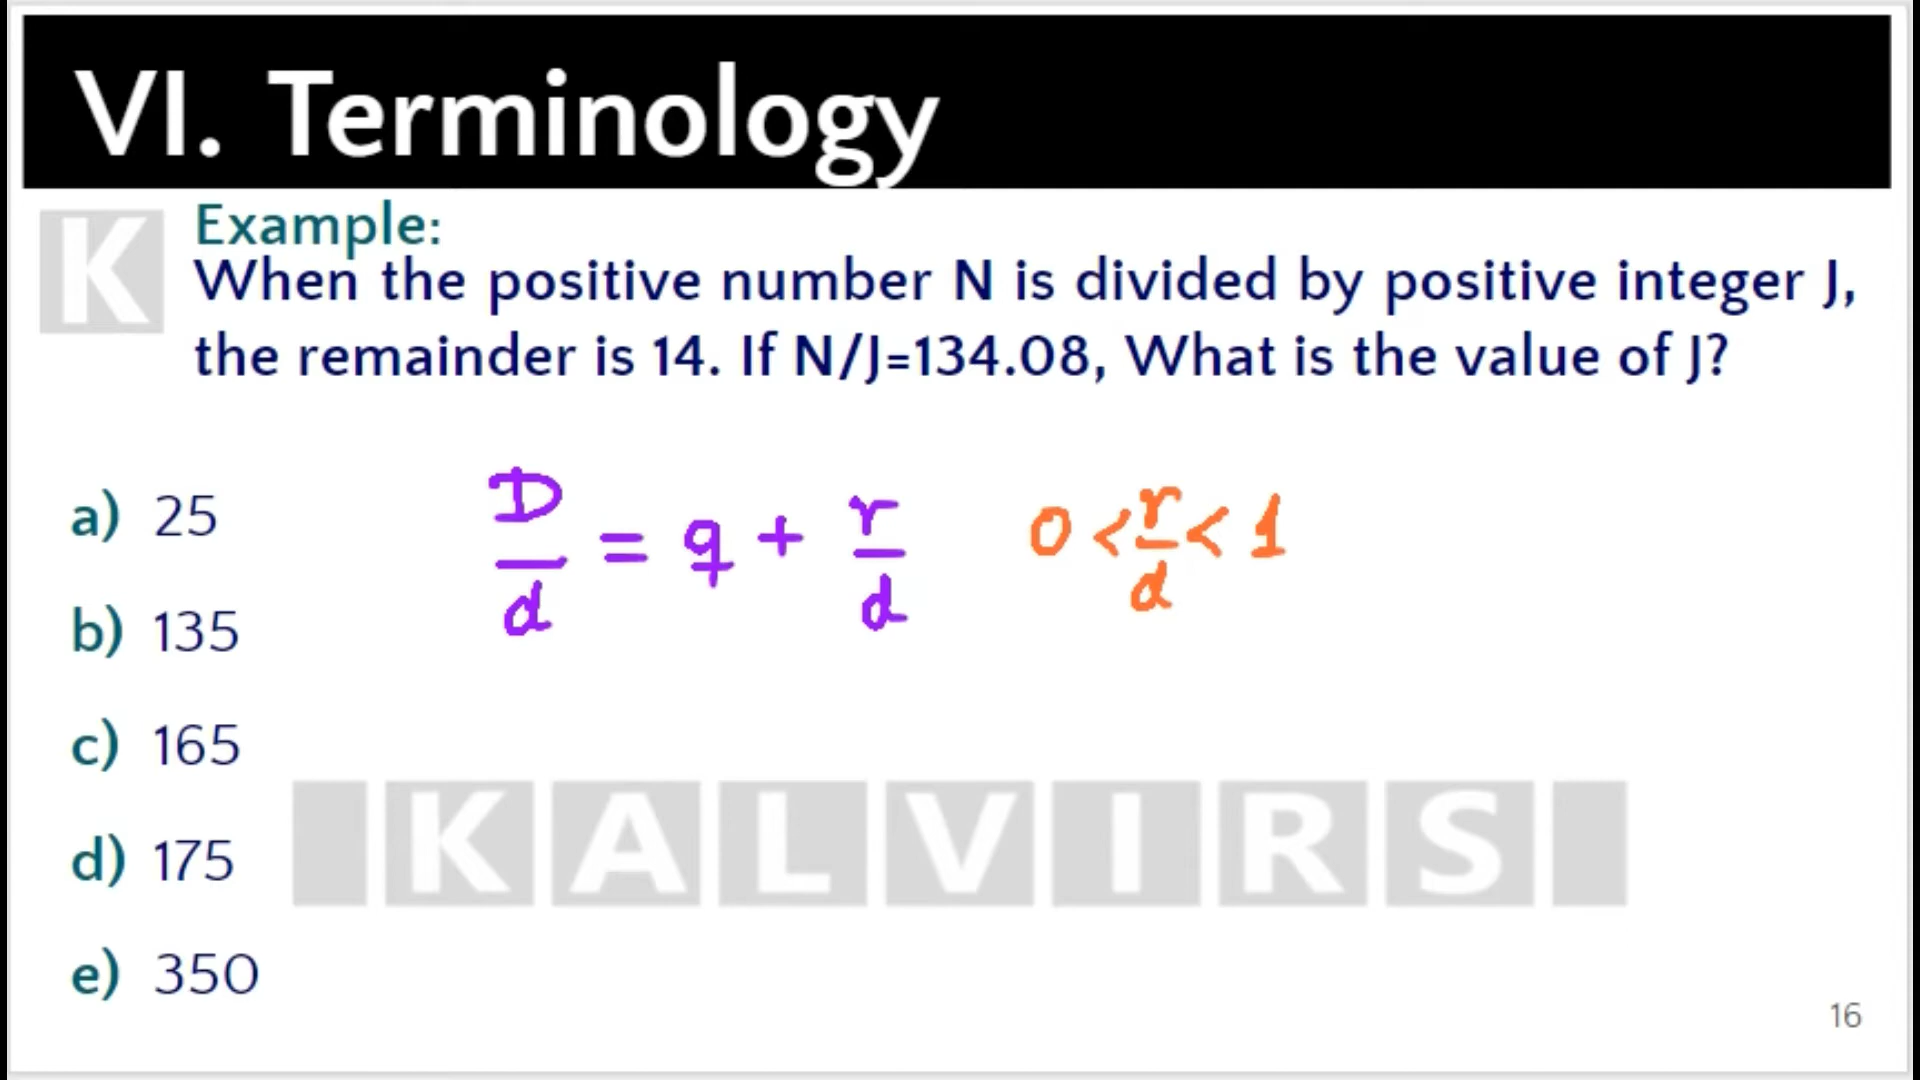 VI. Terminology
K
Example:
When the positive number N is divided by positive integer J,
the remainder is 14. If N/J=134.08, What is the value of J?
a) 25
b) 135
c) 165
d) 175
e) 350
D/d = q + r/d
0 < r/d < 1
KALVIRS
16